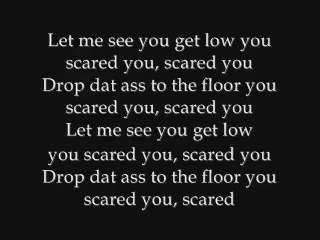 Let me see you get low you
scared you, scared you
Drop dat ass to the floor you
scared you, scared you
Let me see you get low
you scared you, scared you
Drop dat ass to the floor you
scared you, scared